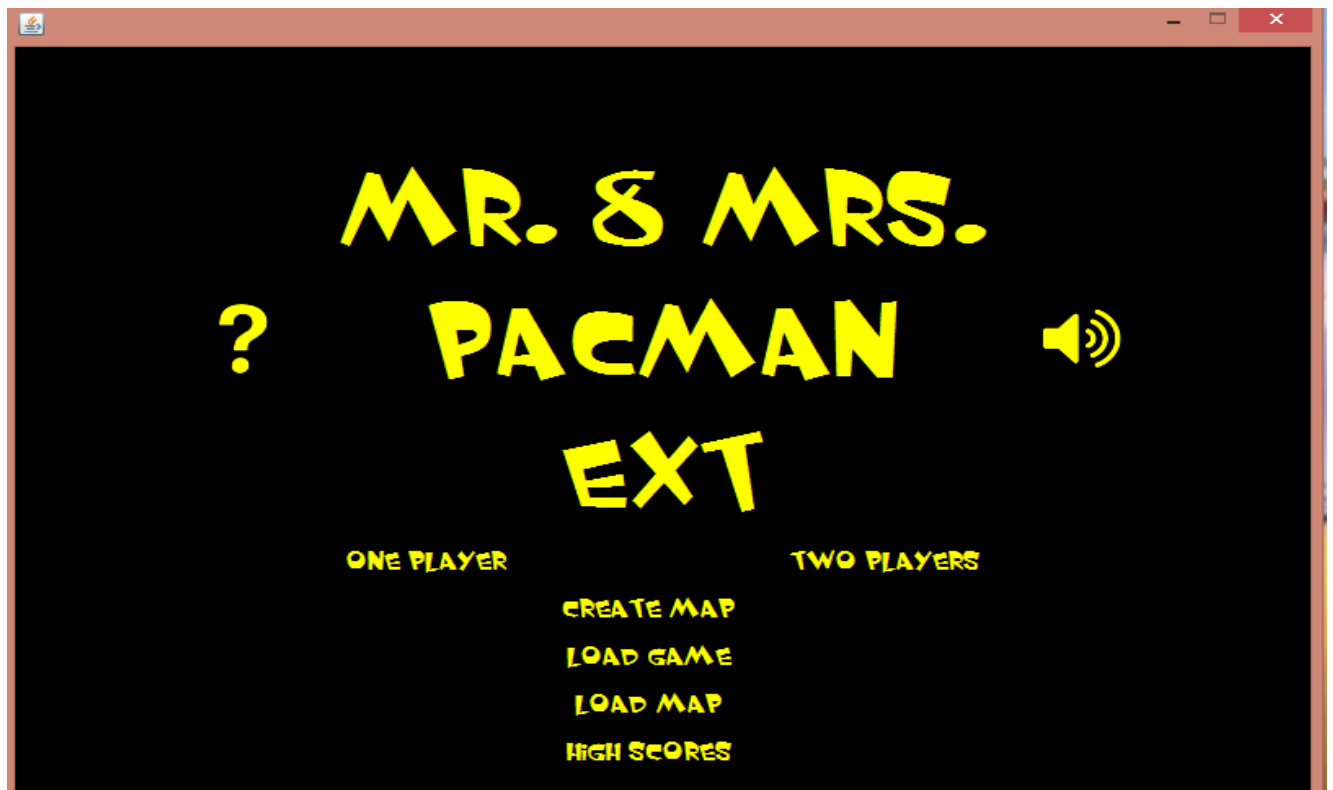 MR. & MRS.
? PACMAN
EXT
ONE PLAYER TWO PLAYERS
CREATE MAP
LOAD GAME
LOAD MAP
HIGH SCORES